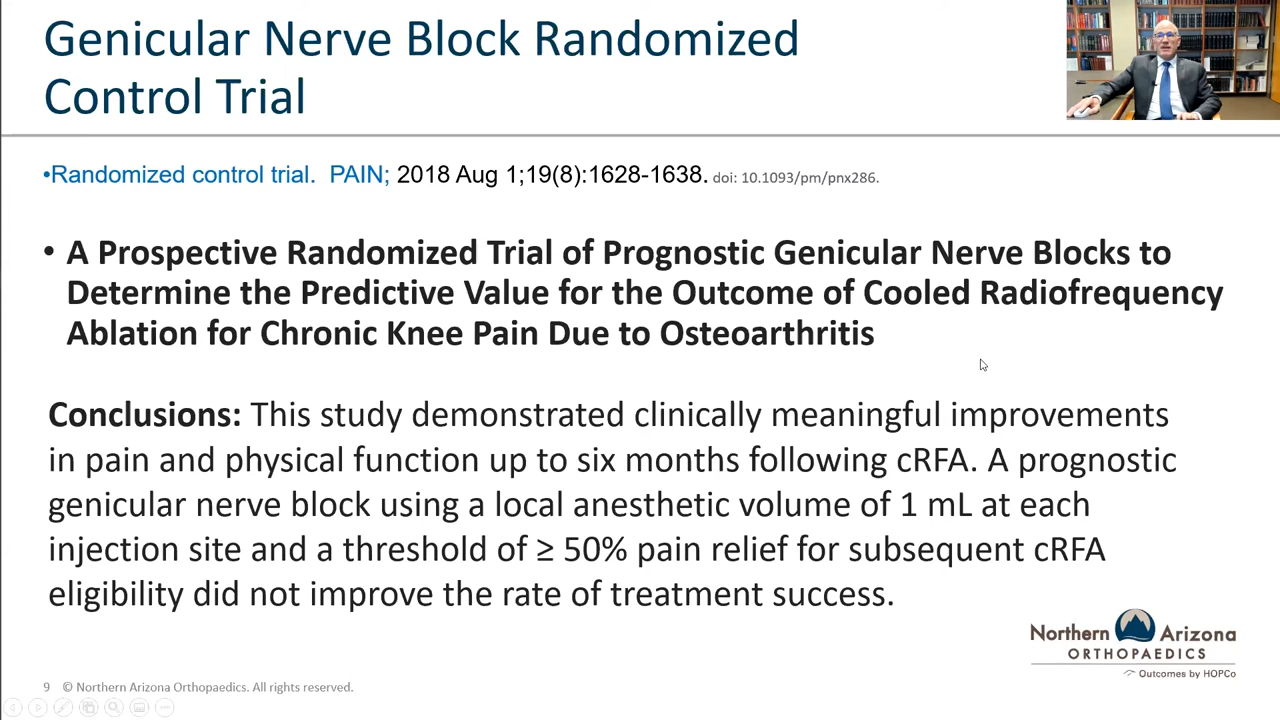 Genicular Nerve Block Randomized
Control Trial
•Randomized control trial.  PAIN; 2018 Aug 1;19(8):1628-1638. doi: 10.1093/pm/pnx286.
• A Prospective Randomized Trial of Prognostic Genicular Nerve Blocks to
Determine the Predictive Value for the Outcome of Cooled Radiofrequency
Ablation for Chronic Knee Pain Due to Osteoarthritis
Conclusions: This study demonstrated clinically meaningful improvements
in pain and physical function up to six months following cRFA. A prognostic
genicular nerve block using a local anesthetic volume of 1 mL at each
injection site and a threshold of ≥ 50% pain relief for subsequent cRFA
eligibility did not improve the rate of treatment success.
Northern Arizona
ORTHOPAEDICS
Outcomes by HOPCo
9 © Northern Arizona Orthopaedics. All rights reserved.